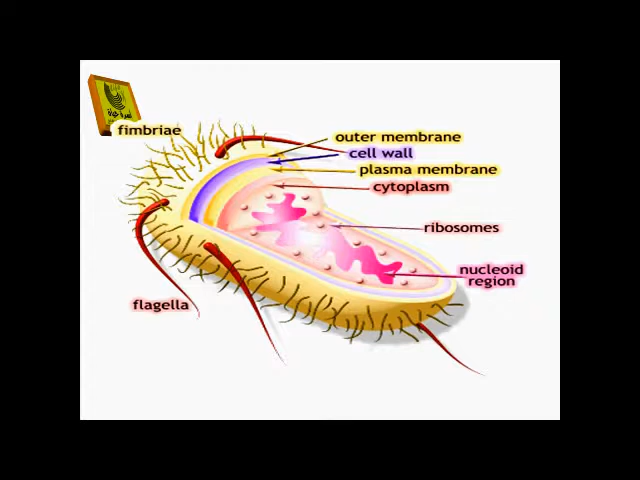 fimbriae
outer membrane
cell wall
plasma membrane
cytoplasm
ribosomes
nucleoid
region
flagella